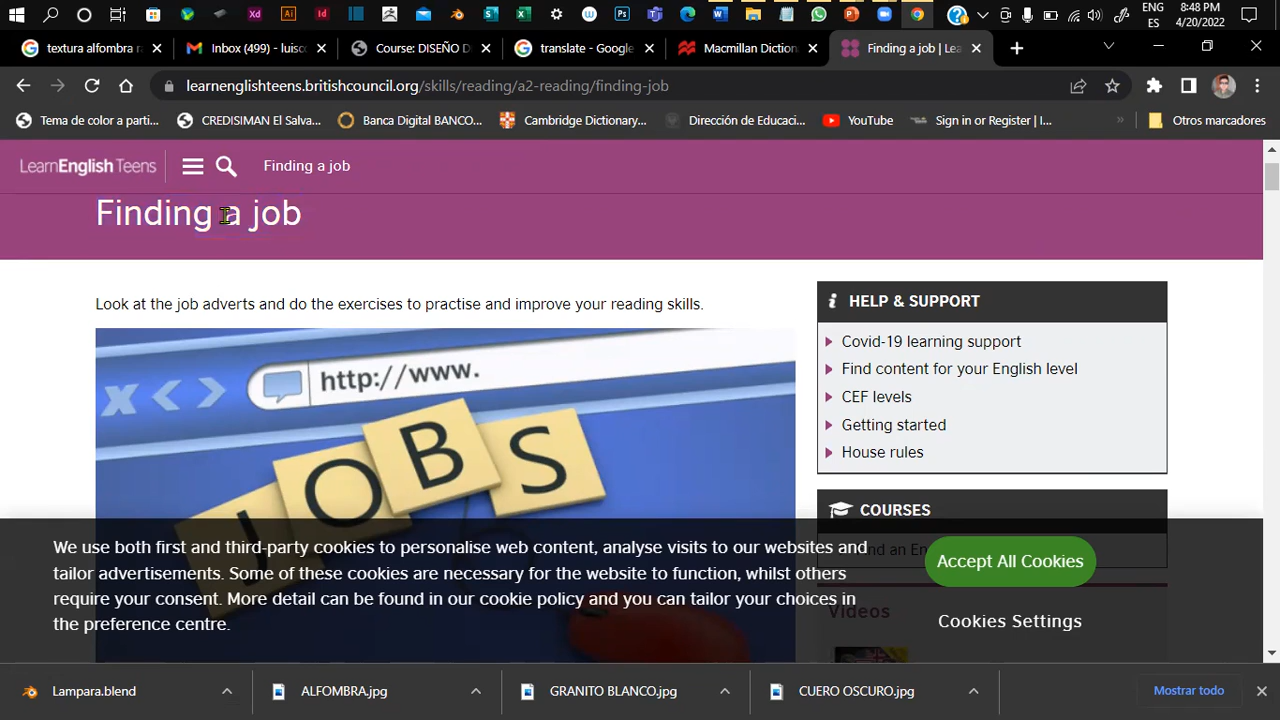 Xd
Ai
Id
S
X
W
Ps
W
P
?
ENG
8:48 PM
ES
4/20/2022
textura alfombra r
Inbox (499) - luisc
Course: DISEÑO D
translate - Google
Macmillan Diction
Finding a job | Lea
learnenglishteens.britishcouncil.org/skills/reading/a2-reading/finding-job
Tema de color a parti...
CREDISIMAN El Salva...
Banca Digital BANCO...
Cambridge Dictionary...
Dirección de Educaci...
YouTube
Sign in or Register | I...
»
Otros marcadores
LearnEnglish Teens
Finding a job
Finding a job
Look at the job adverts and do the exercises to practise and improve your reading skills.
http://www.
JOBS
i HELP & SUPPORT
Covid-19 learning support
Find content for your English level
CEF levels
Getting started
House rules
COURSES
Videos
We use both first and third-party cookies to personalise web content, analyse visits to our websites and
tailor advertisements. Some of these cookies are necessary for the website to function, whilst others
require your consent. More detail can be found in our cookie policy and you can tailor your choices in
the preference centre.
Accept All Cookies
Cookies Settings
Lampara.blend
ALFOMBRA.jpg
GRANITO BLANCO.jpg
CUERO OSCURO.jpg
Mostrar todo